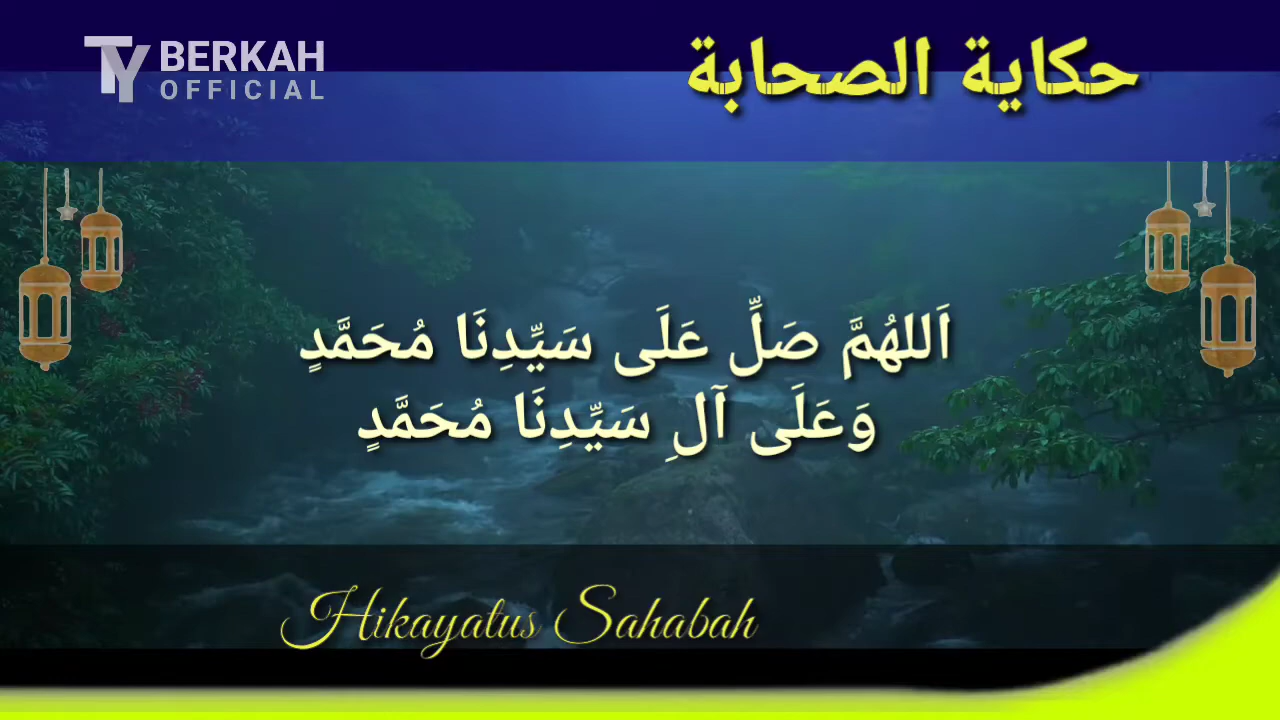 TY BERKAH
OFFICIAL
حكاية الصحابة
اَللهُمَّ صَلِّ عَلَى سَيِّدِنَا مُحَمَّدٍ
وَعَلَى آلِ سَيِّدِنَا مُحَمَّدٍ
Hikayatus Sahabah